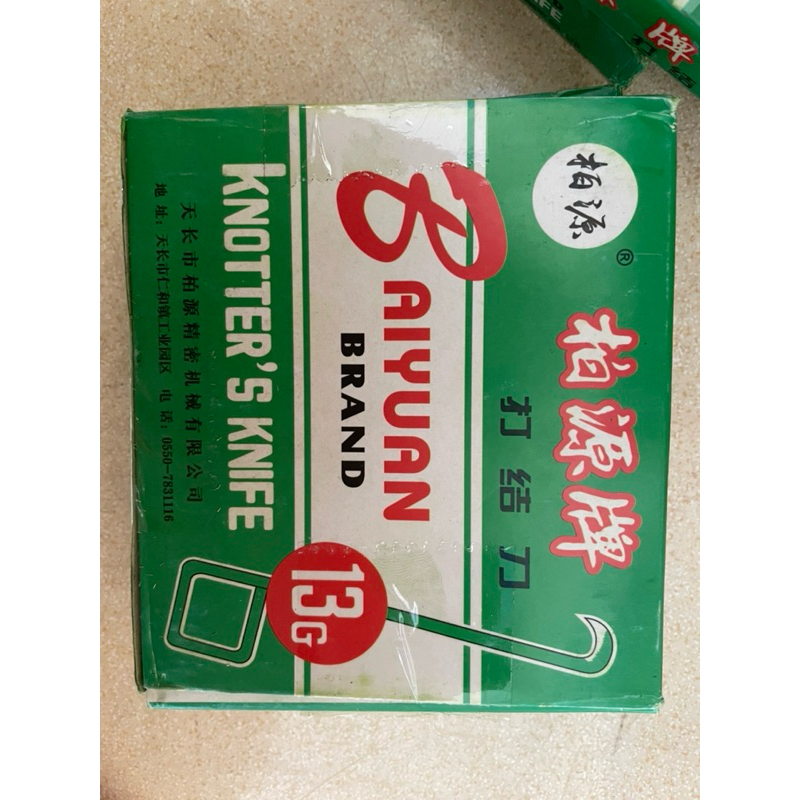 柏源
®
柏源牌
打结刀
BAIYUAN
BRAND
KNOTTER'S KNIFE
13G
天长市柏源精密机械有限公司
地址：天长市仁和镇工业园区 电话：0550-7831116
牌